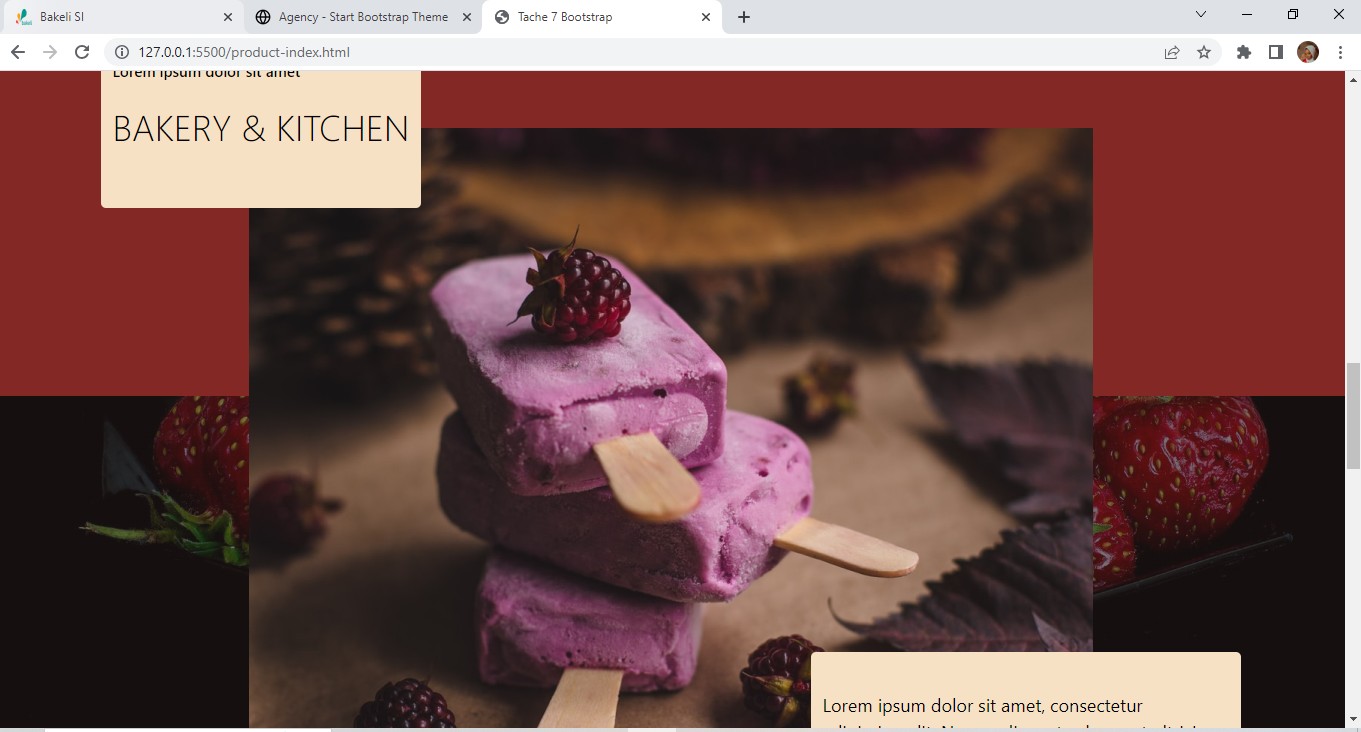 Bakeli SI
Agency - Start Bootstrap Theme
Tache 7 Bootstrap
127.0.0.1:5500/product-index.html
Lorem ipsum dolor sit amet
BAKERY & KITCHEN
Lorem ipsum dolor sit amet, consectetur